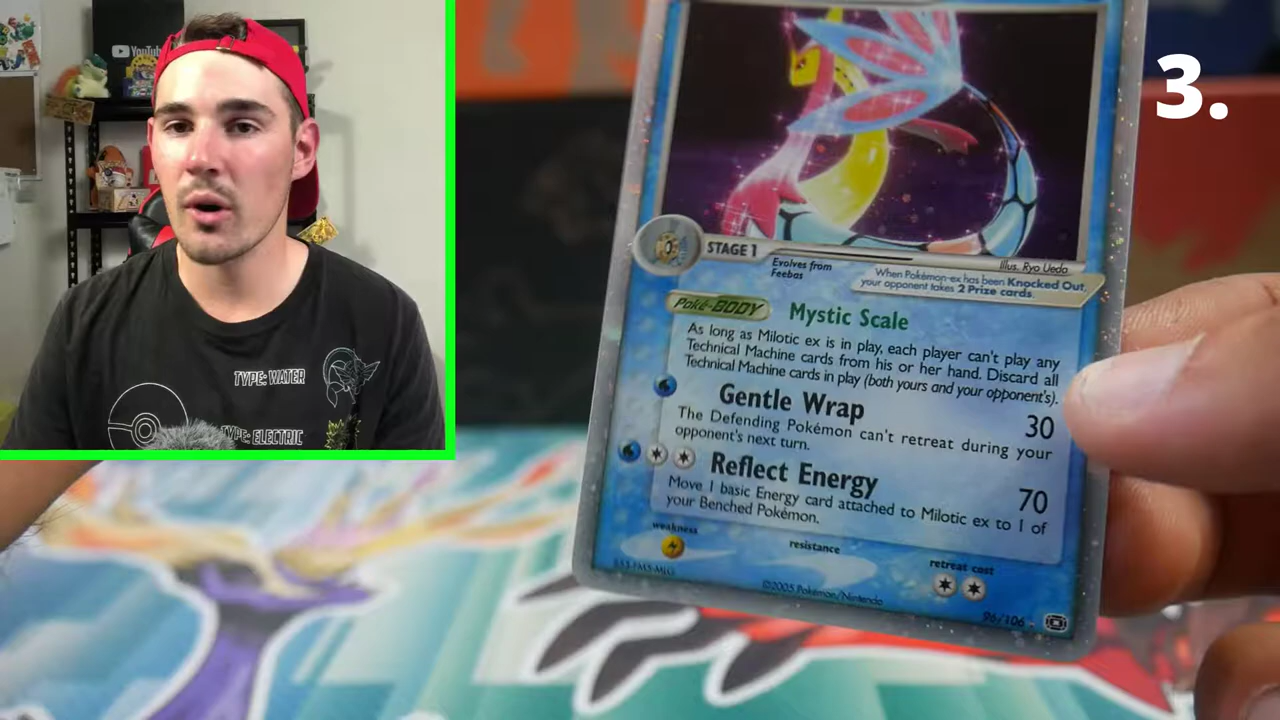 YouTube
TYPE: WATER
TYPE: ELECTRIC
3.
STAGE 1
Evolves from
Feebas
Illus. Ryo Ueda
When Pokémon-ex has been Knocked Out,
your opponent takes 2 Prize cards.
Poké-BODY
Mystic Scale
As long as Milotic ex is in play, each player can't play any
Technical Machine cards from his or her hand. Discard all
Technical Machine cards in play (both yours and your opponent's).
Gentle Wrap 30
The Defending Pokémon can't retreat during your
opponent's next turn.
Reflect Energy 70
Move 1 basic Energy card attached to Milotic ex to 1 of
your Benched Pokémon.
weakness
resistance
retreat cost
©2005 Pokémon/Nintendo
96/106